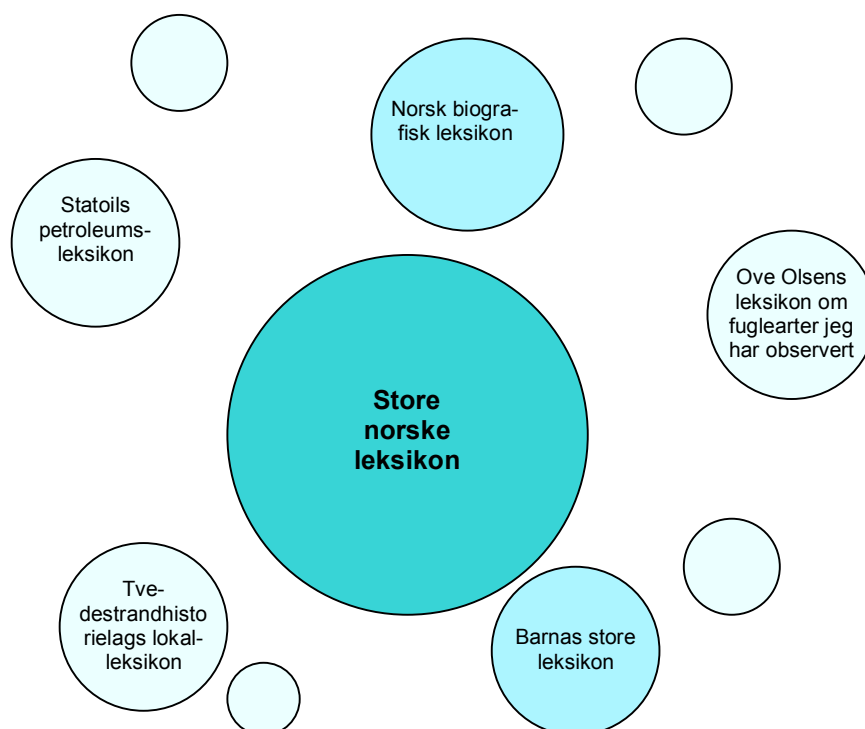 Norsk biogra-
fisk leksikon
Statoils
petroleums-
leksikon
Ove Olsens
leksikon om
fuglearter jeg
har observert
Store
norske
leksikon
Tve-
destrandhisto
rielags lokal-
leksikon
Barnas store
leksikon